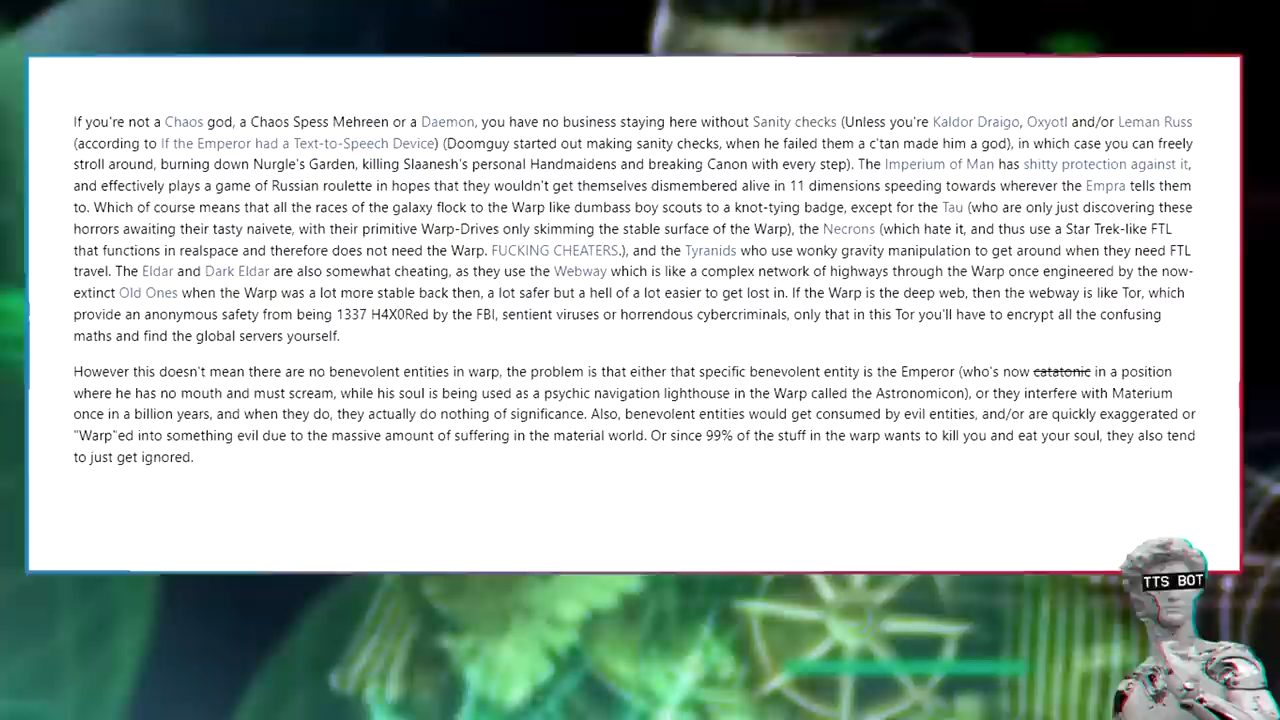 If you're not a Chaos god, a Chaos Spess Mehreen or a Daemon, you have no business staying here without Sanity checks (Unless you're Kaldor Draigo, Oxyotl and/or Leman Russ
(according to If the Emperor had a Text-to-Speech Device) (Doomguy started out making sanity checks, when he failed them a c'tan made him a god), in which case you can freely
stroll around, burning down Nurgle's Garden, killing Slaanesh's personal Handmaidens and breaking Canon with every step). The Imperium of Man has shitty protection against it,
and effectively plays a game of Russian roulette in hopes that they wouldn't get themselves dismembered alive in 11 dimensions speeding towards wherever the Empra tells them
to. Which of course means that all the races of the galaxy flock to the Warp like dumbass boy scouts to a knot-tying badge, except for the Tau (who are only just discovering these
horrors awaiting their tasty naivete, with their primitive Warp-Drives only skimming the stable surface of the Warp), the Necrons (which hate it, and thus use a Star Trek-like FTL
that functions in realspace and therefore does not need the Warp. FUCKING CHEATERS.), and the Tyranids who use wonky gravity manipulation to get around when they need FTL
travel. The Eldar and Dark Eldar are also somewhat cheating, as they use the Webway which is like a complex network of highways through the Warp once engineered by the now-
extinct Old Ones when the Warp was a lot more stable back then, a lot safer but a hell of a lot easier to get lost in. If the Warp is the deep web, then the webway is like Tor, which
provide an anonymous safety from being 1337 H4X0Red by the FBI, sentient viruses or horrendous cybercriminals, only that in this Tor you'll have to encrypt all the confusing
maths and find the global servers yourself.
However this doesn't mean there are no benevolent entities in warp, the problem is that either that specific benevolent entity is the Emperor (who's now catatonic in a position
where he has no mouth and must scream, while his soul is being used as a psychic navigation lighthouse in the Warp called the Astronomicon), or they interfere with Materium
once in a billion years, and when they do, they actually do nothing of significance. Also, benevolent entities would get consumed by evil entities, and/or are quickly exaggerated or
"Warp"ed into something evil due to the massive amount of suffering in the material world. Or since 99% of the stuff in the warp wants to kill you and eat your soul, they also tend
to just get ignored.
TTS BOT